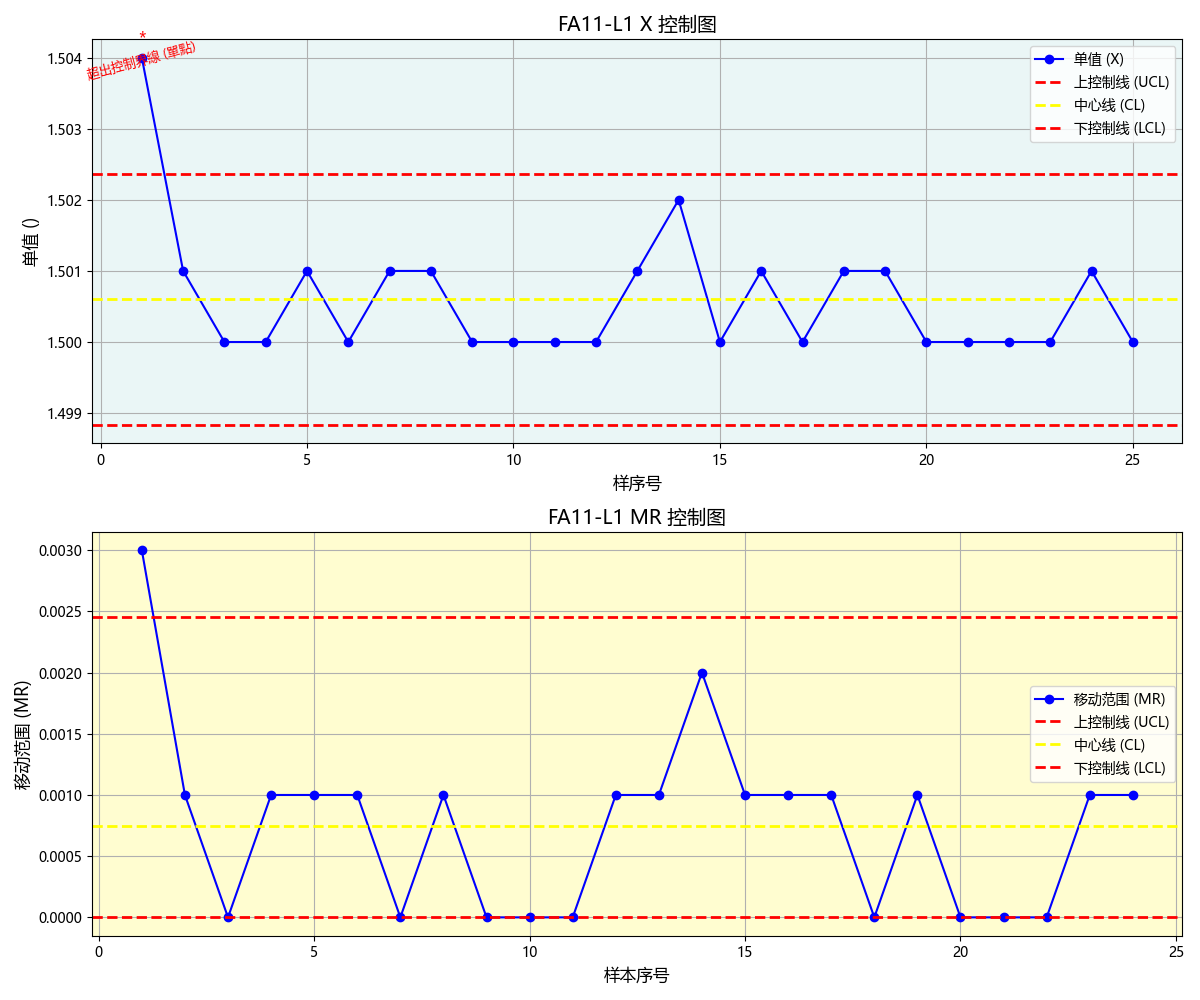 FA11-L1 X 控制图
*
超出控制界線 (單點)
单值 (X)
上控制线 (UCL)
中心线 (CL)
下控制线 (LCL)
单值 ()
1.504
1.503
1.502
1.501
1.500
1.499
0 5 10 15 20 25
样序号
FA11-L1 MR 控制图
移动范围 (MR)
0.0030
0.0025
0.0020
0.0015
0.0010
0.0005
0.0000
移动范围 (MR)
上控制线 (UCL)
中心线 (CL)
下控制线 (LCL)
0 5 10 15 20 25
样本序号